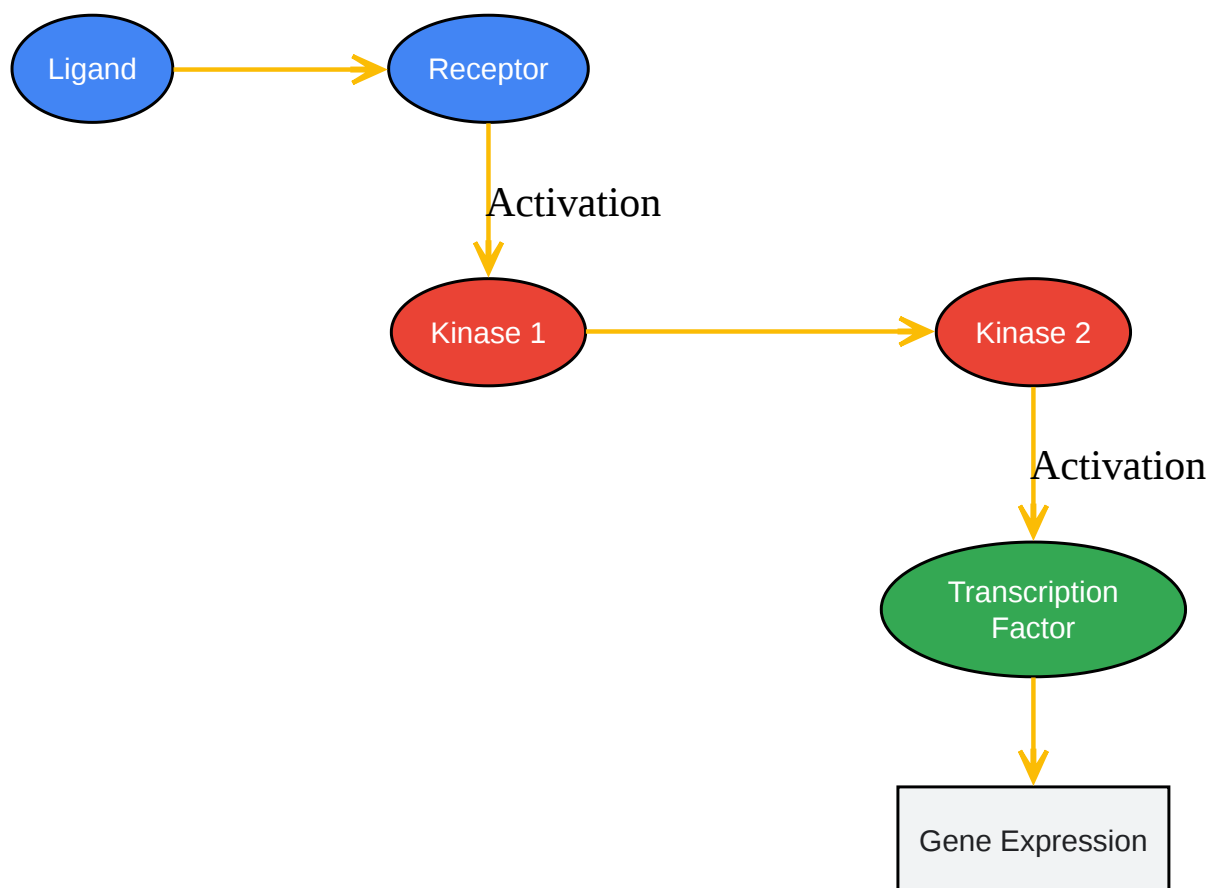 Ligand
Receptor
Activation
Kinase 1
Kinase 2
Activation
Transcription
Factor
Gene Expression